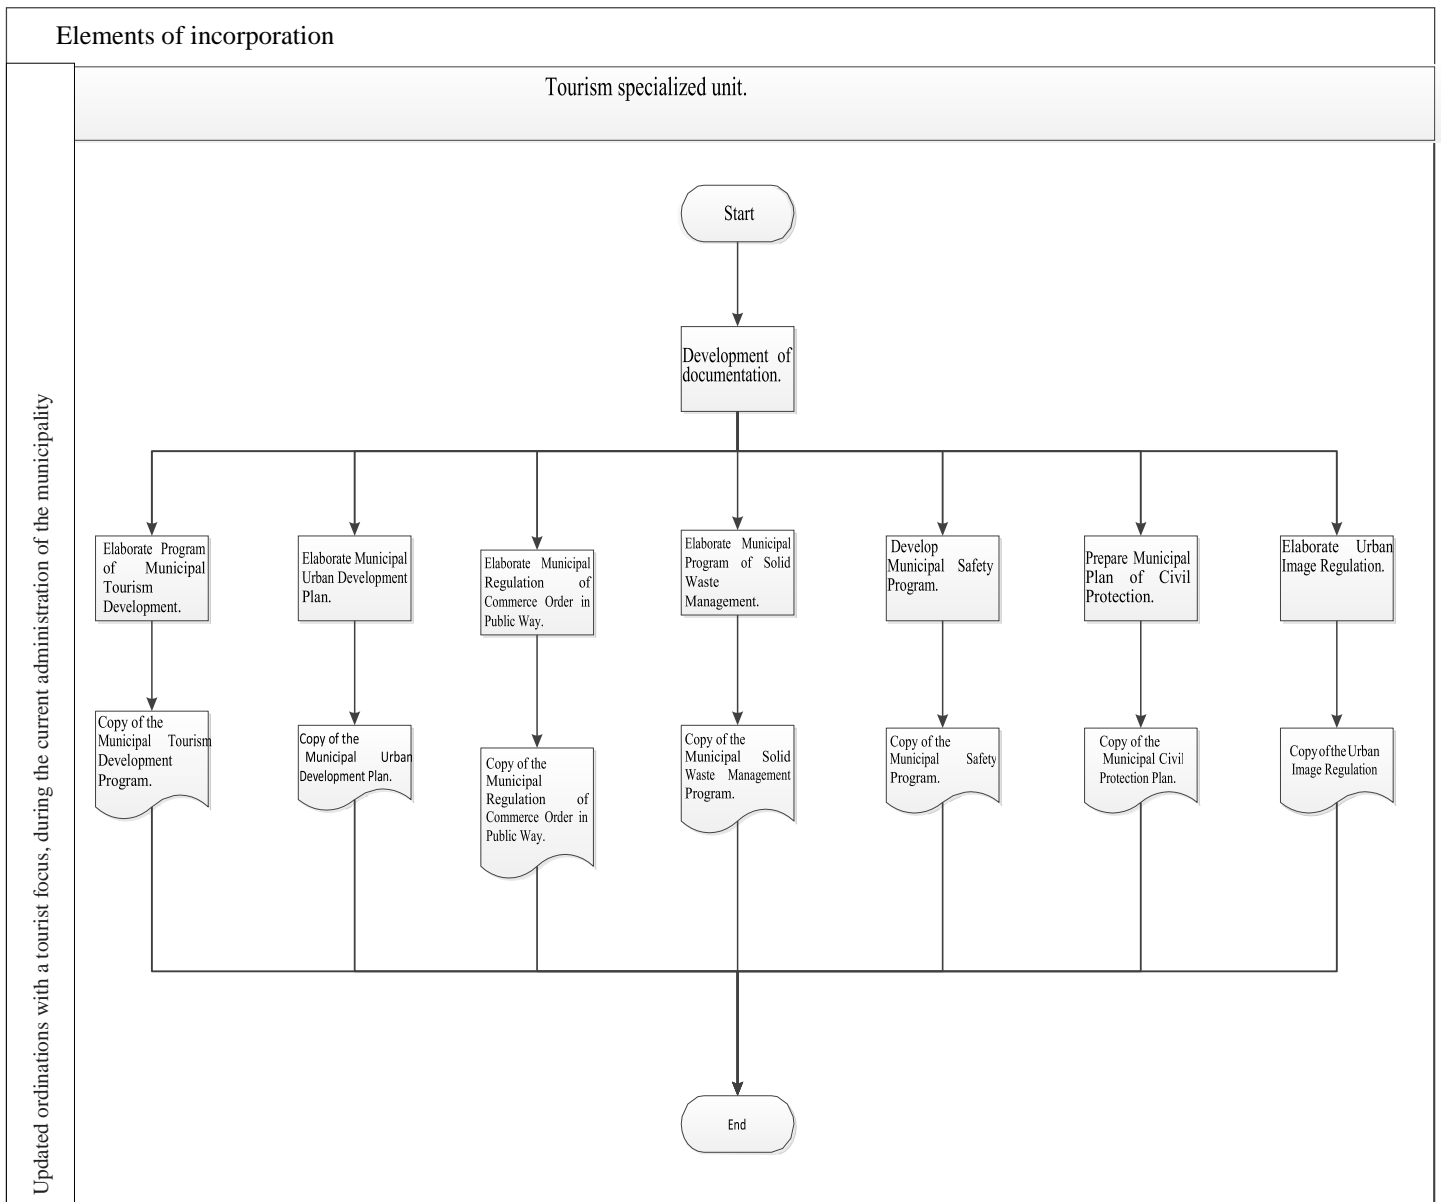 Elements of incorporation
Tourism specialized unit.
Updated ordinations with a tourist focus, during the current administration of the municipality
Start
Development of
documentation.
Elaborate Program
of Municipal
Tourism
Development.
Elaborate Municipal
Urban Development
Plan.
Elaborate Municipal
Regulation of
Commerce Order in
Public Way.
Elaborate Municipal
Program of Solid
Waste
Management.
Develop
Municipal Safety
Program.
Prepare Municipal
Plan of Civil
Protection.
Elaborate Urban
Image Regulation.
Copy of the
Municipal Tourism
Development
Program.
Copy of the
Municipal Urban
Development Plan.
Copy of the
Municipal
Regulation of
Commerce Order in
Public Way.
Copy of the
Municipal Solid
Waste Management
Program.
Copy of the
Municipal Safety
Program.
Copy of the
Municipal Civil
Protection Plan.
Copy of the Urban
Image Regulation
End